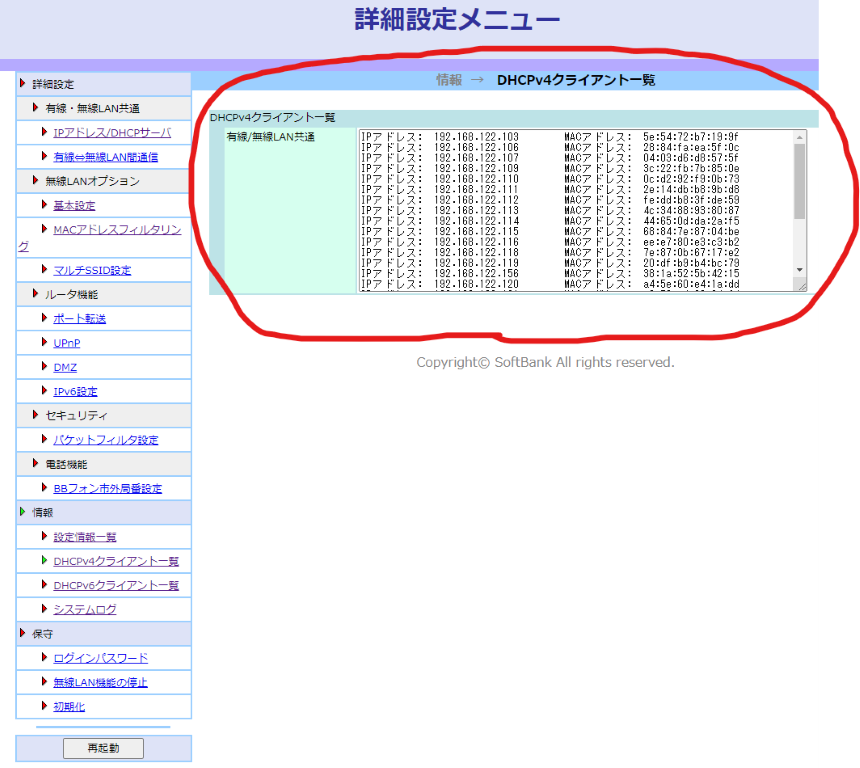 詳細設定メニュー
詳細設定
有線・無線LAN共通
IPアドレス/DHCPサーバ
有線⇔無線LAN間通信
無線LANオプション
基本設定
MACアドレスフィルタリン
グ
マルチSSID設定
ルータ機能
ポート転送
UPnP
DMZ
IPv6設定
セキュリティ
パケットフィルタ設定
電話機能
BBフォン市外局番設定
情報
設定情報一覧
DHCPv4クライアント一覧
DHCPv6クライアント一覧
システムログ
保守
ログインパスワード
無線LAN機能の停止
初期化
再起動
情報 → DHCPv4クライアント一覧
DHCPv4クライアント一覧
有線/無線LAN共通
IPアドレス: 192.168.122.103 MACアドレス: 5e:54:72:b7:19:9f
IPアドレス: 192.168.122.106 MACアドレス: 28:84:fa:ea:5f:0c
IPアドレス: 192.168.122.107 MACアドレス: 04:03:d6:d8:57:5f
IPアドレス: 192.168.122.109 MACアドレス: 3c:22:fb:7b:85:0e
IPアドレス: 192.168.122.110 MACアドレス: 0c:d2:92:f9:0b:73
IPアドレス: 192.168.122.111 MACアドレス: 2e:14:db:b8:9b:d8
IPアドレス: 192.168.122.112 MACアドレス: fe:dd:b8:3f:de:59
IPアドレス: 192.168.122.113 MACアドレス: 4c:34:88:93:80:87
IPアドレス: 192.168.122.114 MACアドレス: 44:65:0d:da:2a:f5
IPアドレス: 192.168.122.115 MACアドレス: 68:84:7e:87:04:be
IPアドレス: 192.168.122.116 MACアドレス: ee:e7:80:e3:c3:b2
IPアドレス: 192.168.122.118 MACアドレス: 7e:87:0b:67:17:e2
IPアドレス: 192.168.122.119 MACアドレス: 20:df:b9:b4:bc:79
IPアドレス: 192.168.122.156 MACアドレス: 38:1a:52:5b:42:15
IPアドレス: 192.168.122.120 MACアドレス: a4:5e:60:e4:1a:dd
Copyright© SoftBank All rights reserved.